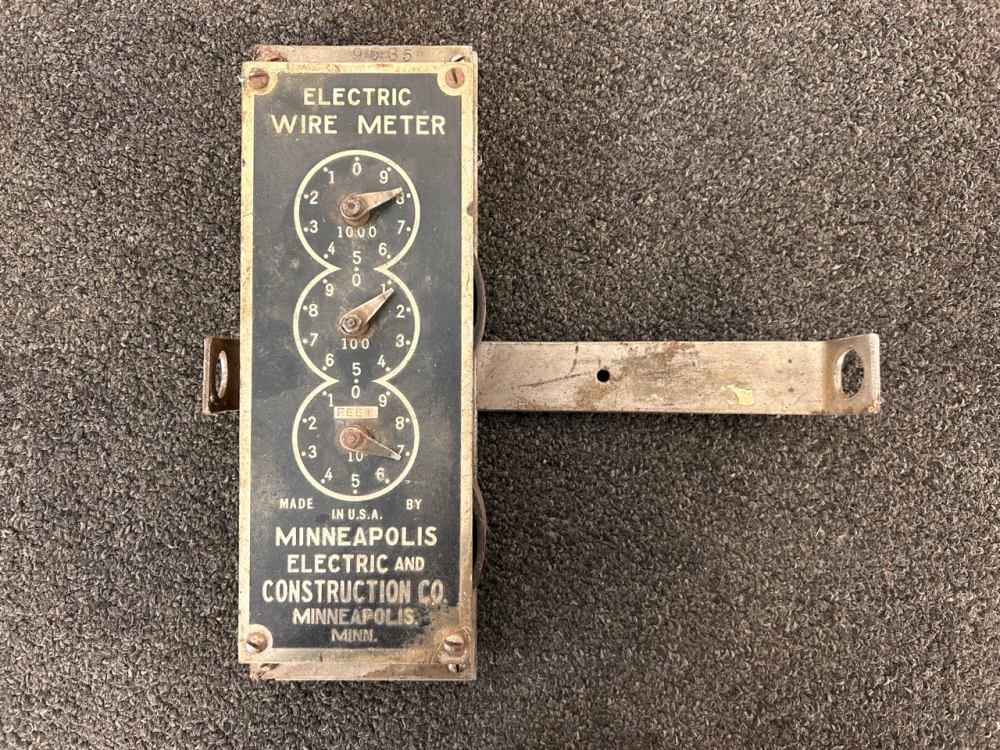 9635
ELECTRIC
WIRE METER
0
1 9
2 8
3 7
1000
4 6
5
0
9 1
8 2
7 3
100
6 4
5
0
1 9
FEET
2 8
3 7
10
4 6
5
MADE BY
IN U.S.A.
MINNEAPOLIS
ELECTRIC AND
CONSTRUCTION CO.
MINNEAPOLIS,
MINN.